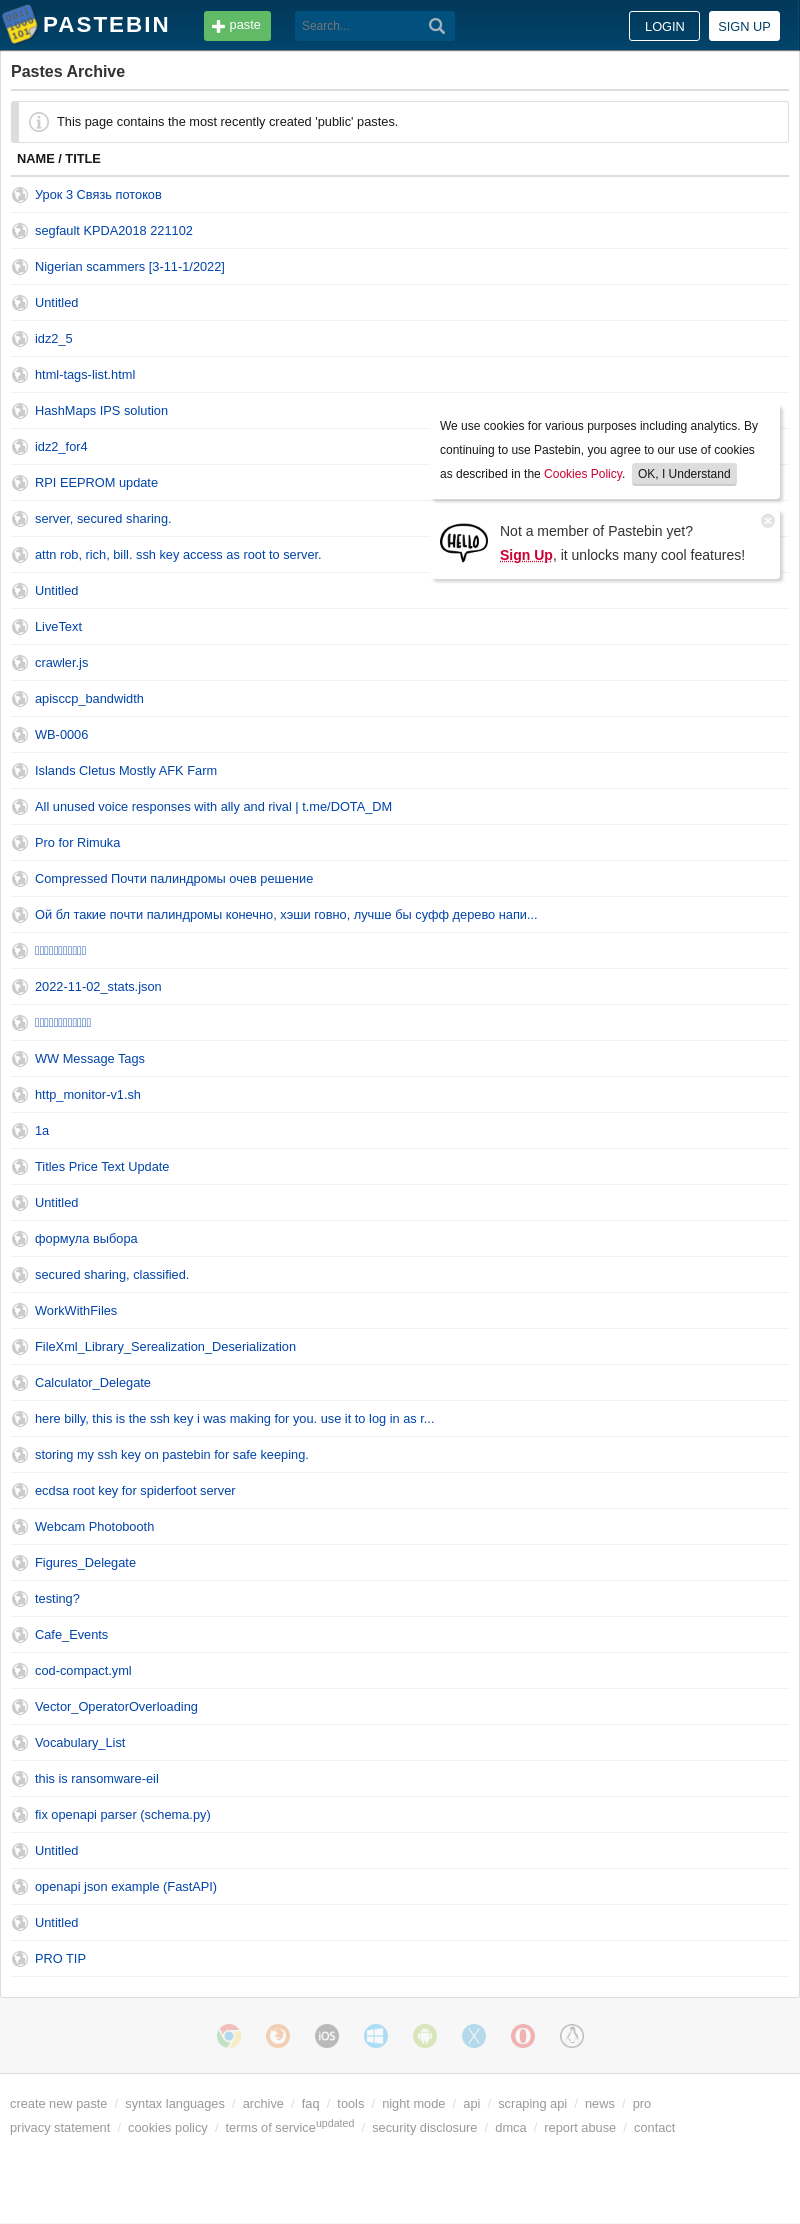 PASTEBIN paste Search... LOGIN SIGN UP
Pastes Archive
This page contains the most recently created 'public' pastes.
NAME / TITLE
Урок 3 Связь потоков
segfault KPDA2018 221102
Nigerian scammers [3-11-1/2022]
Untitled
idz2_5
html-tags-list.html
HashMaps IPS solution
idz2_for4
RPI EEPROM update
server, secured sharing.
attn rob, rich, bill. ssh key access as root to server.
We use cookies for various purposes including analytics. By
continuing to use Pastebin, you agree to our use of cookies
as described in the Cookies Policy. OK, I Understand
HELLO
Not a member of Pastebin yet?
Sign Up, it unlocks many cool features!
Untitled
LiveText
crawler.js
apisccp_bandwidth
WB-0006
Islands Cletus Mostly AFK Farm
All unused voice responses with ally and rival | t.me/DOTA_DM
Pro for Rimuka
Compressed Почти палиндромы очев решение
Ой бл такие почти палиндромы конечно, хэши говно, лучше бы суфф дерево напи...
2022-11-02_stats.json
WW Message Tags
http_monitor-v1.sh
1a
Titles Price Text Update
Untitled
формула выбора
secured sharing, classified.
WorkWithFiles
FileXml_Library_Serealization_Deserialization
Calculator_Delegate
here billy, this is the ssh key i was making for you. use it to log in as r...
storing my ssh key on pastebin for safe keeping.
ecdsa root key for spiderfoot server
Webcam Photobooth
Figures_Delegate
testing?
Cafe_Events
cod-compact.yml
Vector_OperatorOverloading
Vocabulary_List
this is ransomware-eil
fix openapi parser (schema.py)
Untitled
openapi json example (FastAPI)
Untitled
PRO TIP
iOS
create new paste / syntax languages / archive / faq / tools / night mode / api / scraping api / news / pro
privacy statement / cookies policy / terms of service updated / security disclosure / dmca / report abuse / contact